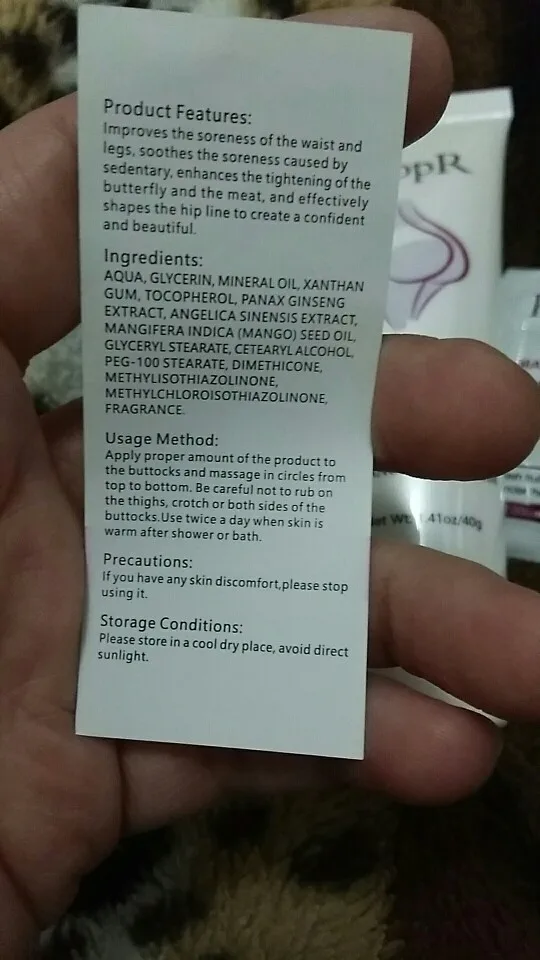 Product Features:
Improves the soreness of the waist and
legs, soothes the soreness caused by
sedentary, enhances the tightening of the
butterfly and the meat, and effectively
shapes the hip line to create a confident
and beautiful.
Ingredients:
AQUA, GLYCERIN, MINERAL OIL, XANTHAN
GUM, TOCOPHEROL, PANAX GINSENG
EXTRACT, ANGELICA SINENSIS EXTRACT,
MANGIFERA INDICA (MANGO) SEED OIL,
GLYCERYL STEARATE, CETEARYL ALCOHOL,
PEG-100 STEARATE, DIMETHICONE,
METHYLISOTHIAZOLINONE,
METHYLCHLOROISOTHIAZOLINONE,
FRAGRANCE.
Usage Method:
Apply proper amount of the product to
the buttocks and massage in circles from
top to bottom. Be careful not to rub on
the thighs, crotch or both sides of the
buttocks.Use twice a day when skin is
warm after shower or bath.
Precautions:
If you have any skin discomfort,please stop
using it.
Storage Conditions:
Please store in a cool dry place, avoid direct
sunlight.
ppR
Wt: 1.41oz/40g